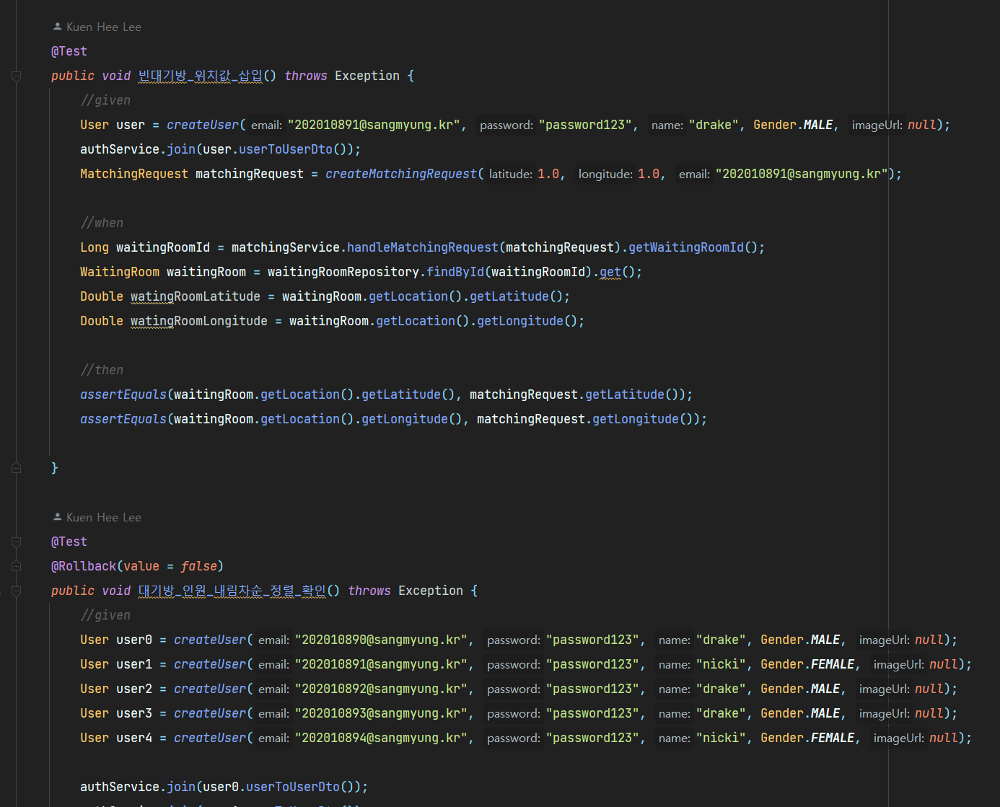 Kuen Hee Lee
@Test
public void 빈대기방_위치값_삽입() throws Exception {
//given
User user = createUser( email: "202010891@sangmyung.kr", password: "password123", name: "drake", Gender.MALE, imageUrl: null);
authService.join(user.userToUserDto());
MatchingRequest matchingRequest = createMatchingRequest( latitude: 1.0, longitude: 1.0, email: "202010891@sangmyung.kr");
//when
Long waitingRoomId = matchingService.handleMatchingRequest(matchingRequest).getWaitingRoomId();
WaitingRoom waitingRoom = waitingRoomRepository.findById(waitingRoomId).get();
Double watingRoomLatitude = waitingRoom.getLocation().getLatitude();
Double watingRoomLongitude = waitingRoom.getLocation().getLongitude();
//then
assertEquals(waitingRoom.getLocation().getLatitude(), matchingRequest.getLatitude());
assertEquals(waitingRoom.getLocation().getLongitude(), matchingRequest.getLongitude());
}
Kuen Hee Lee
@Test
@Rollback(value = false)
public void 대기방_인원_내림차순_정렬_확인() throws Exception {
//given
User user0 = createUser( email: "202010890@sangmyung.kr", password: "password123", name: "drake", Gender.MALE, imageUrl: null);
User user1 = createUser( email: "202010891@sangmyung.kr", password: "password123", name: "nicki", Gender.FEMALE, imageUrl: null);
User user2 = createUser( email: "202010892@sangmyung.kr", password: "password123", name: "drake", Gender.MALE, imageUrl: null);
User user3 = createUser( email: "202010893@sangmyung.kr", password: "password123", name: "drake", Gender.MALE, imageUrl: null);
User user4 = createUser( email: "202010894@sangmyung.kr", password: "password123", name: "nicki", Gender.FEMALE, imageUrl: null);
authService.join(user0.userToUserDto());